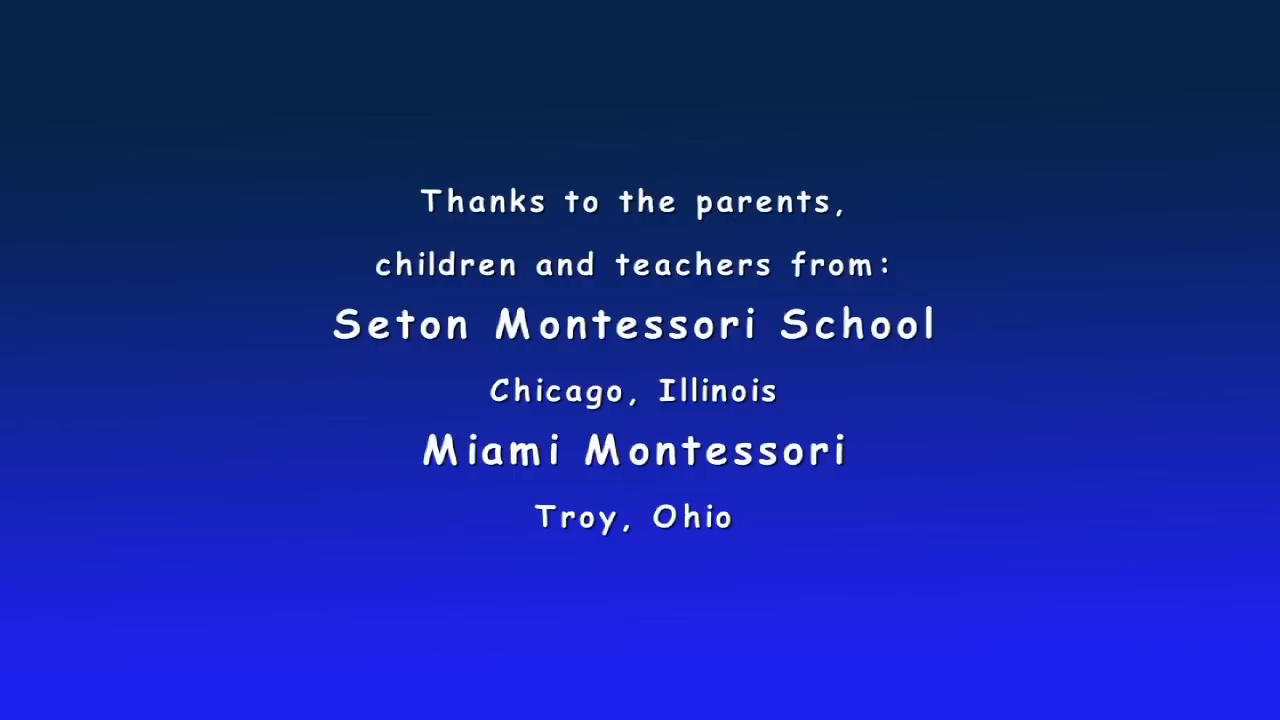 Thanks to the parents,
children and teachers from:
Seton Montessori School
Chicago, Illinois
Miami Montessori
Troy, Ohio